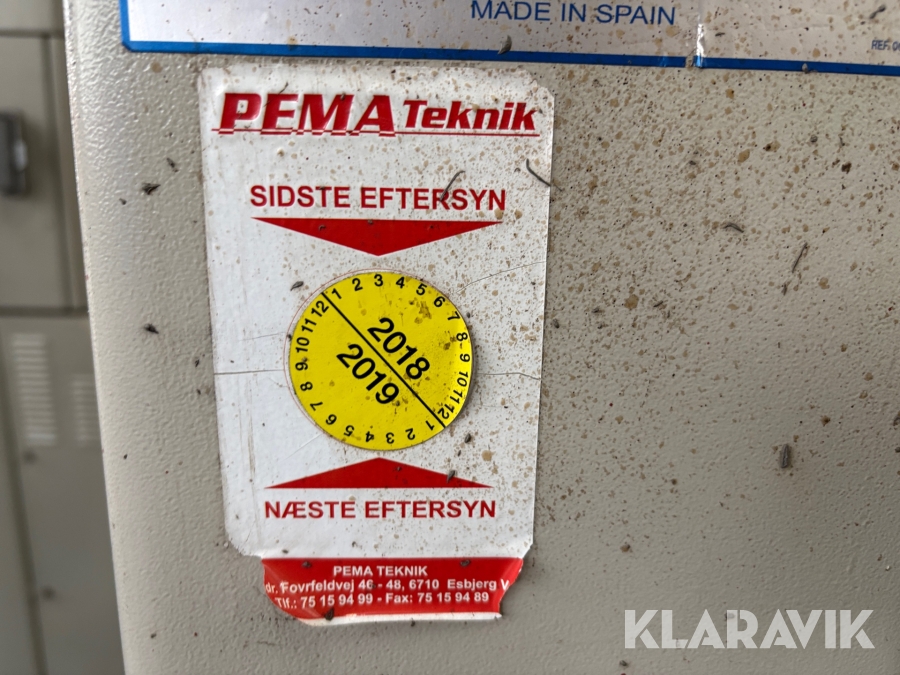 MADE IN SPAIN
PEMA Teknik
SIDSTE EFTERSYN
1 2 3 4 5 6 7 8 9 10 11 12
2018
2019
1 2 3 4 5 6 7 8 9 10 11 12
NÆSTE EFTERSYN
PEMA TEKNIK
dr. Fovrfeldvej 46 - 48, 6710 Esbjerg V
Tlf.: 75 15 94 99 - Fax: 75 15 94 89
KLARAVIK